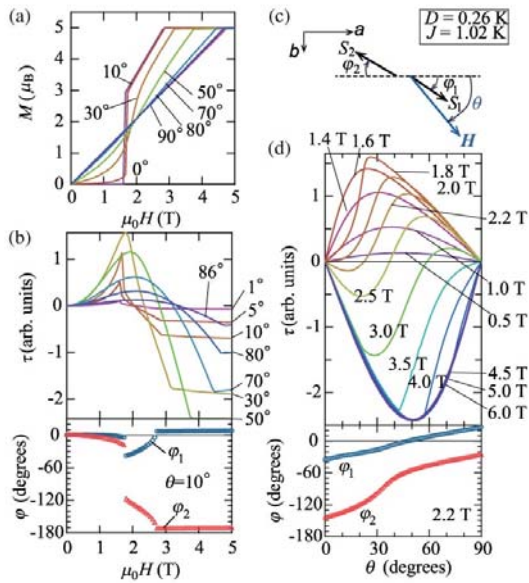 (a)
M (μB)
5
4
3
2
1
0
10°
30°
50°
70°
80°
90°
0°
0 1 2 3 4 5
μ0H (T)
(b)
τ (arb. units)
1
0
-1
-2
86°
1°
5°
10°
80°
70°
30°
50°
φ (degrees)
0
-60
-120
-180
φ1
θ=10°
φ2
0 1 2 3 4 5
μ0H (T)
(c)
a
b
D = 0.26 K
J = 1.02 K
S2
φ2
φ1
S1
θ
H
(d)
τ (arb. units)
1
0
-1
-2
1.4 T
1.6 T
1.8 T
2.0 T
2.2 T
1.0 T
0.5 T
2.5 T
3.0 T
3.5 T
4.0 T
4.5 T
5.0 T
6.0 T
φ (degrees)
0
-60
-120
-180
φ1
φ2
2.2 T
0 30 60 90
θ (degrees)